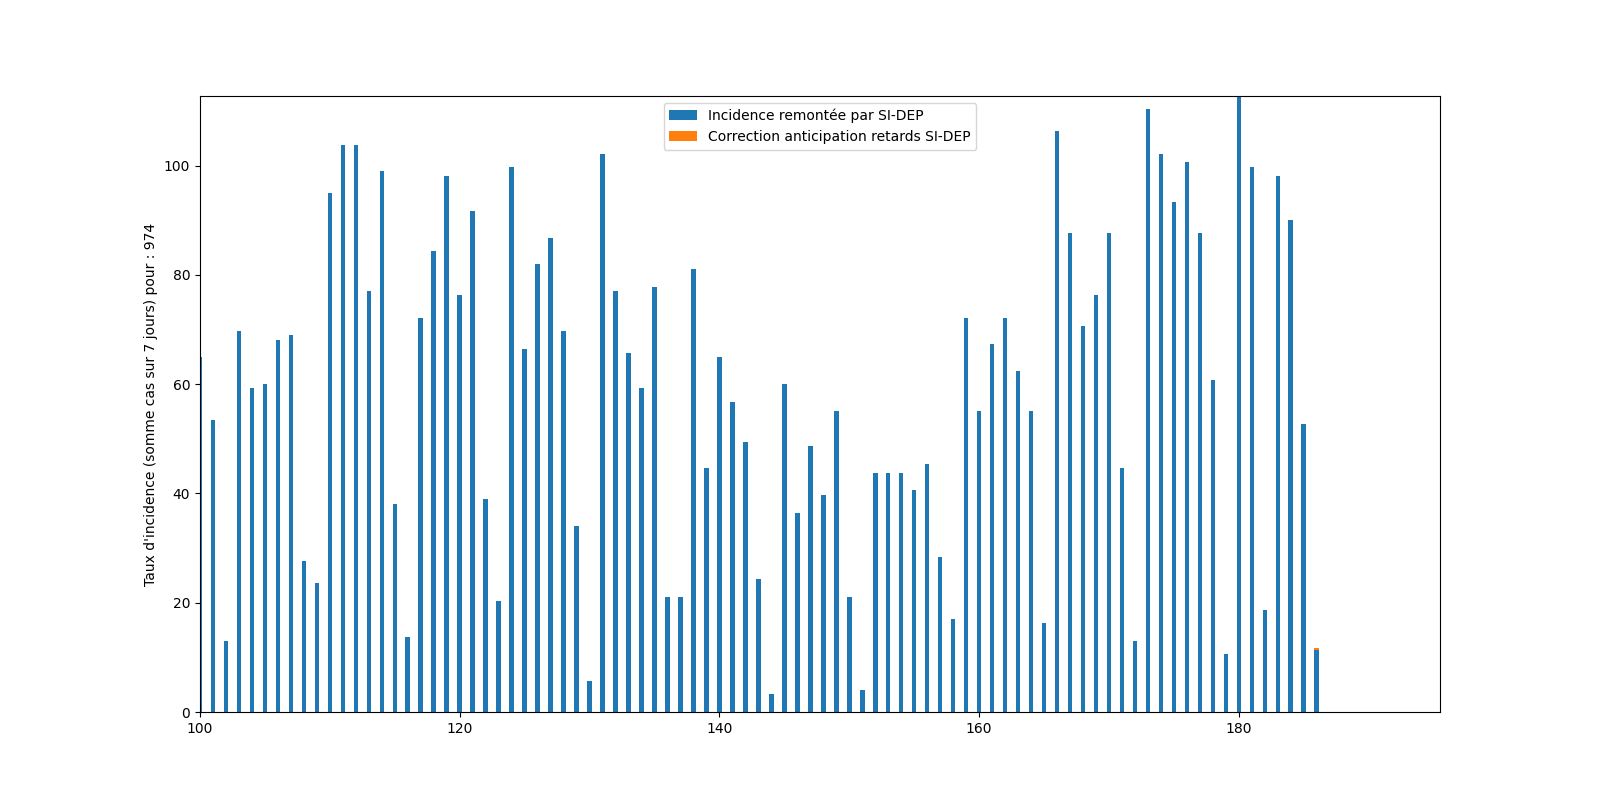 Incidence remontée par SI-DEP
Correction anticipation retards SI-DEP
Taux d'incidence (somme cas sur 7 jours) pour : 974
100
80
60
40
20
0
100 120 140 160 180